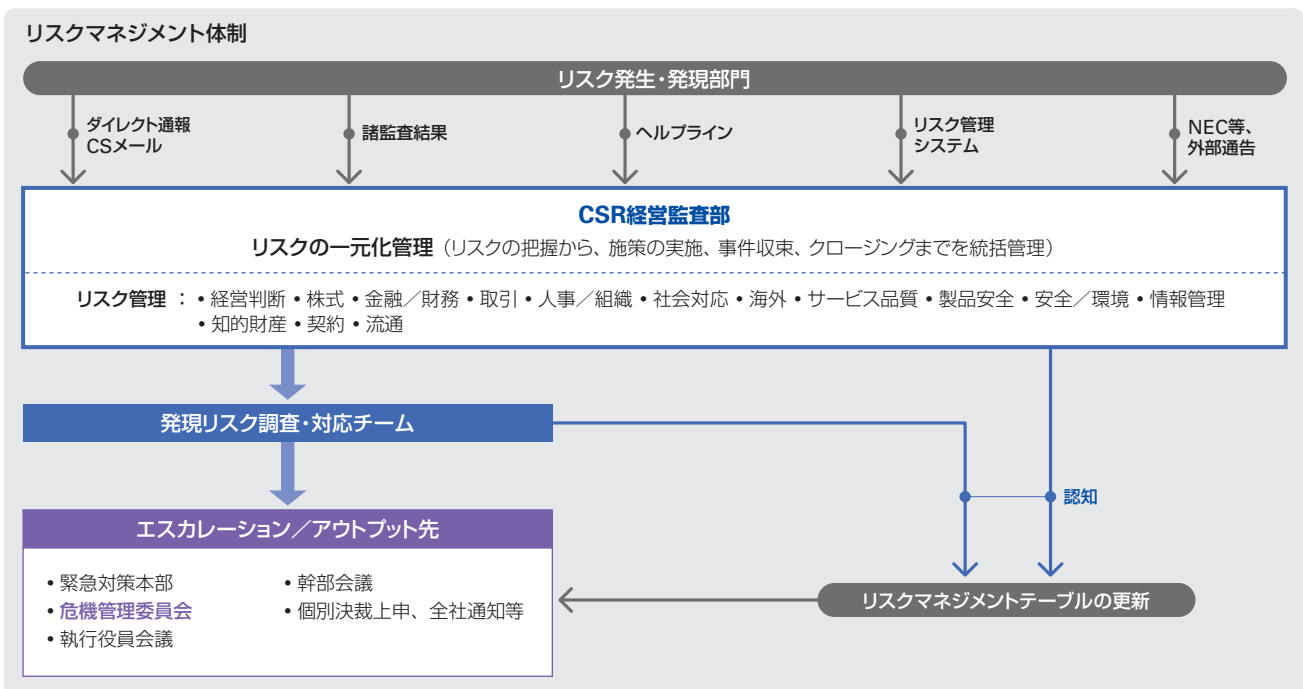 リスクマネジメント体制
リスク発生・発現部門
ダイレクト通報
CSメール
諸監査結果
ヘルプライン
リスク管理
システム
NEC等、
外部通告
CSR経営監査部
リスクの一元化管理（リスクの把握から、施策の実施、事件収束、クロージングまでを統括管理）
リスク管理 ： • 経営判断 • 株式 • 金融／財務 • 取引 • 人事／組織 • 社会対応 • 海外 • サービス品質 • 製品安全 • 安全／環境 • 情報管理
• 知的財産 • 契約 • 流通
発現リスク調査・対応チーム
認知
エスカレーション／アウトプット先
• 緊急対策本部
• 危機管理委員会
• 執行役員会議
• 幹部会議
• 個別決裁上申、全社通知等
リスクマネジメントテーブルの更新